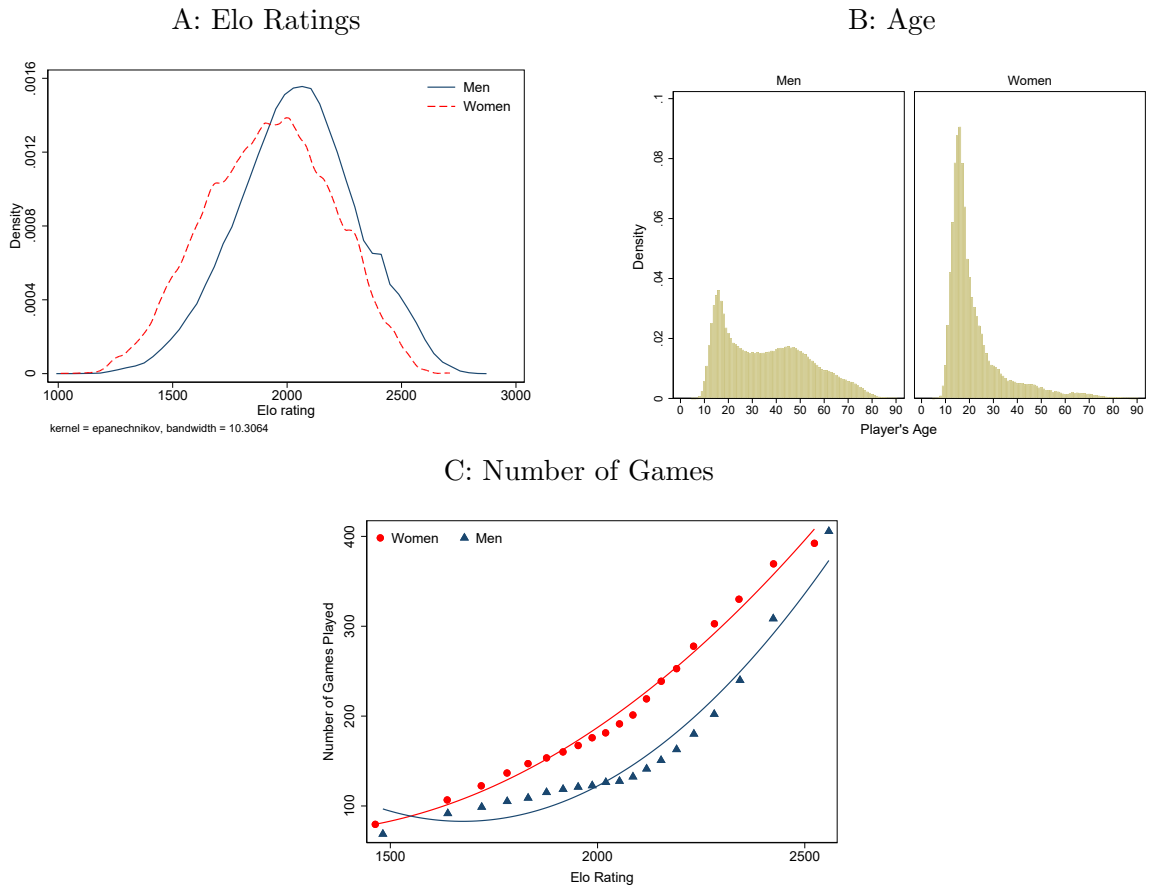 A: Elo Ratings
.0016
.0012
.0008
.0004
0
Density
Men
Women
1000 1500 2000 2500 3000
Elo rating
kernel = epanechnikov, bandwidth = 10.3064
B: Age
Men Women
.1
.08
.06
.04
.02
0
Density
0 10 20 30 40 50 60 70 80 90 0 10 20 30 40 50 60 70 80 90
Player's Age
C: Number of Games
Women Men
400
300
200
100
Number of Games Played
1500 2000 2500
Elo Rating